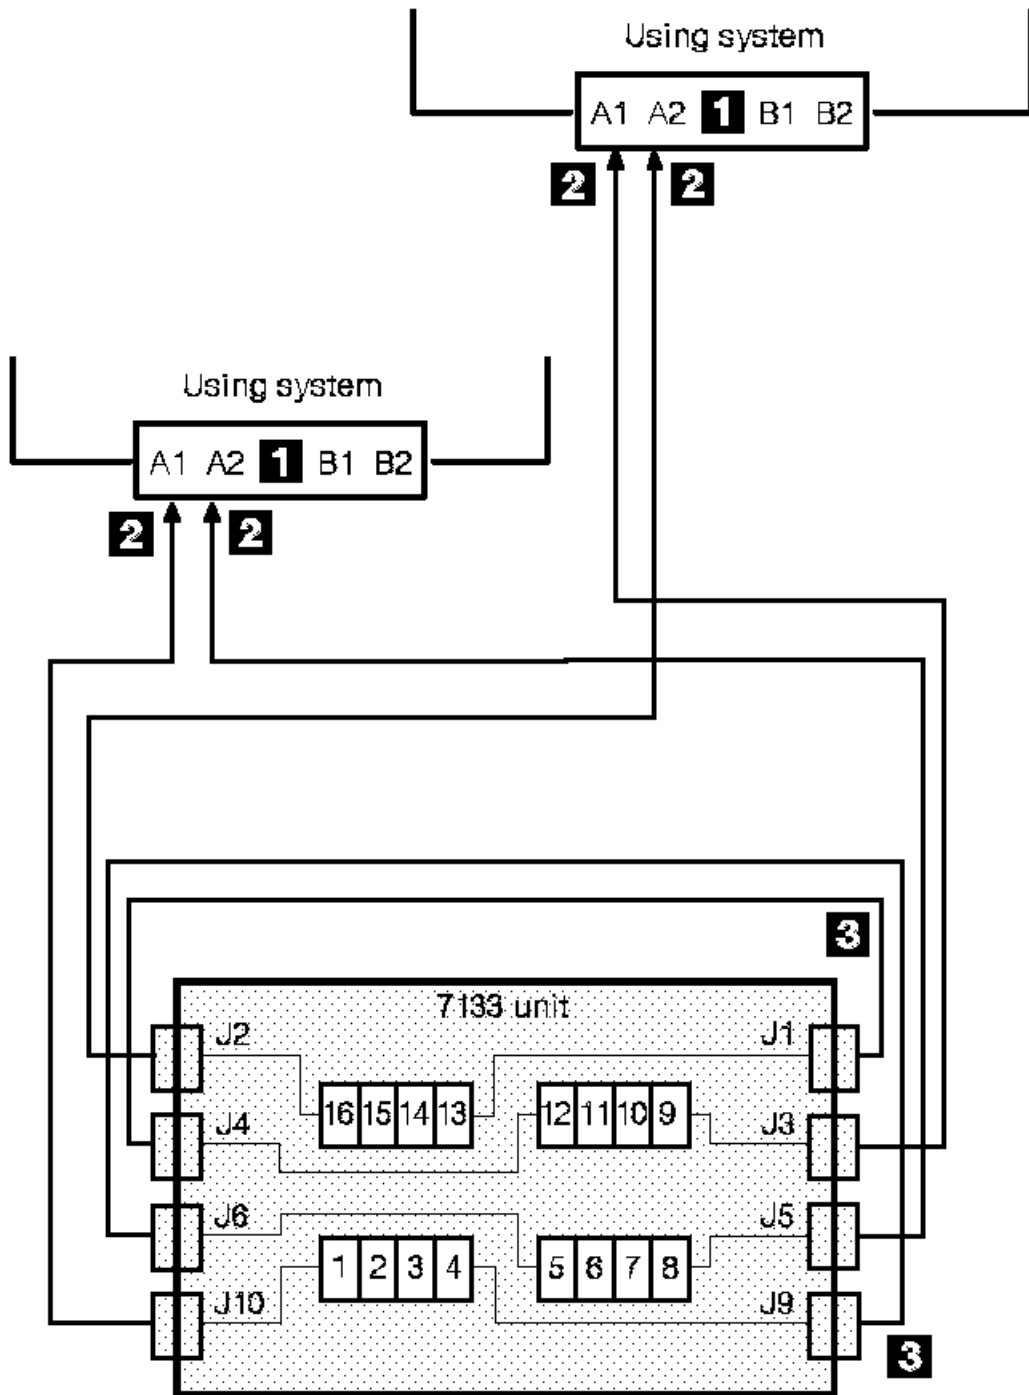 Using system
A1 A2 1 B1 B2
2 2
Using system
A1 A2 1 B1 B2
2 2
3
7133 unit
J2 J1
16 15 14 13 12 11 10 9
J4 J3
J6 J5
1 2 3 4 5 6 7 8
J10 J9
3